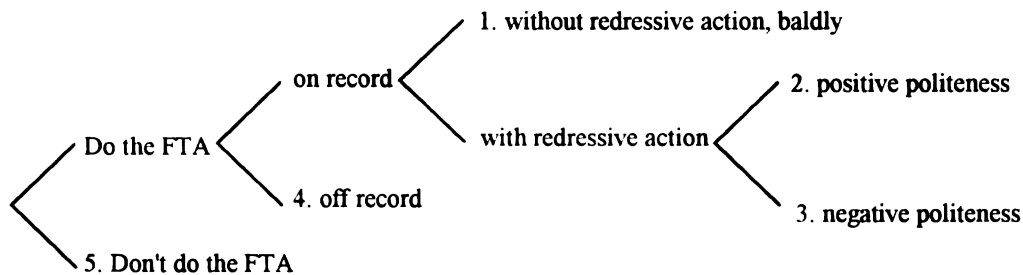 1. without redressive action, baldly
on record
2. positive politeness
with redressive action
Do the FTA
4. off record
3. negative politeness
5. Don't do the FTA